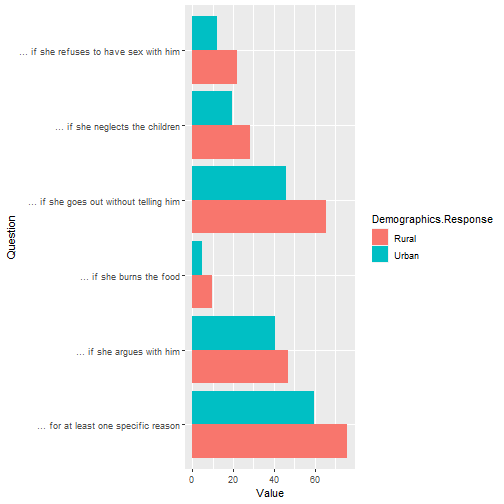 ... if she refuses to have sex with him
... if she neglects the children
... if she goes out without telling him
... if she burns the food
... if she argues with him
... for at least one specific reason
Question
0 20 40 60
Value
Demographics.Response
Rural
Urban